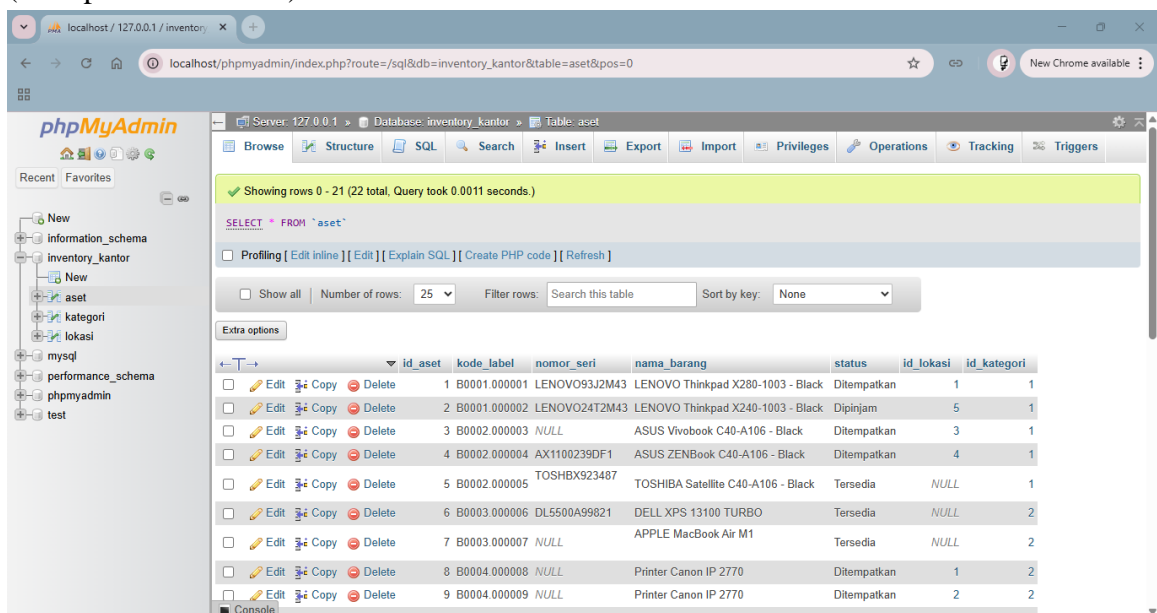 localhost / 127.0.0.1 / inventory
localhost/phpmyadmin/index.php?route=/sql&db=inventory_kantor&table=aset&pos=0
New Chrome available
phpMyAdmin
Recent Favorites
New
information_schema
inventory_kantor
New
aset
kategori
lokasi
mysql
performance_schema
phpmyadmin
test
Server: 127.0.0.1 » Database: inventory_kantor » Table: aset
Browse Structure SQL Search Insert Export Import Privileges Operations Tracking Triggers
Showing rows 0 - 21 (22 total, Query took 0.0011 seconds.)
SELECT * FROM `aset`
Profiling [ Edit inline ] [ Edit ] [ Explain SQL ] [ Create PHP code ] [ Refresh ]
Show all Number of rows: 25 Filter rows: Search this table Sort by key: None
Extra options
id_aset kode_label nomor_seri nama_barang status id_lokasi id_kategori
Edit Copy Delete 1 B0001.000001 LENOVO93J2M43 LENOVO Thinkpad X280-1003 - Black Ditempatkan 1 1
Edit Copy Delete 2 B0001.000002 LENOVO24T2M43 LENOVO Thinkpad X240-1003 - Black Dipinjam 5 1
Edit Copy Delete 3 B0002.000003 NULL ASUS Vivobook C40-A106 - Black Ditempatkan 3 1
Edit Copy Delete 4 B0002.000004 AX1100239DF1 ASUS ZENBook C40-A106 - Black Ditempatkan 4 1
Edit Copy Delete 5 B0002.000005 TOSHBX923487 TOSHIBA Satellite C40-A106 - Black Tersedia NULL 1
Edit Copy Delete 6 B0003.000006 DL5500A99821 DELL XPS 13100 TURBO Tersedia NULL 2
Edit Copy Delete 7 B0003.000007 NULL APPLE MacBook Air M1 Tersedia NULL 2
Edit Copy Delete 8 B0004.000008 NULL Printer Canon IP 2770 Ditempatkan 1 2
Edit Copy Delete 9 B0004.000009 NULL Printer Canon IP 2770 Ditempatkan 2 2
Console